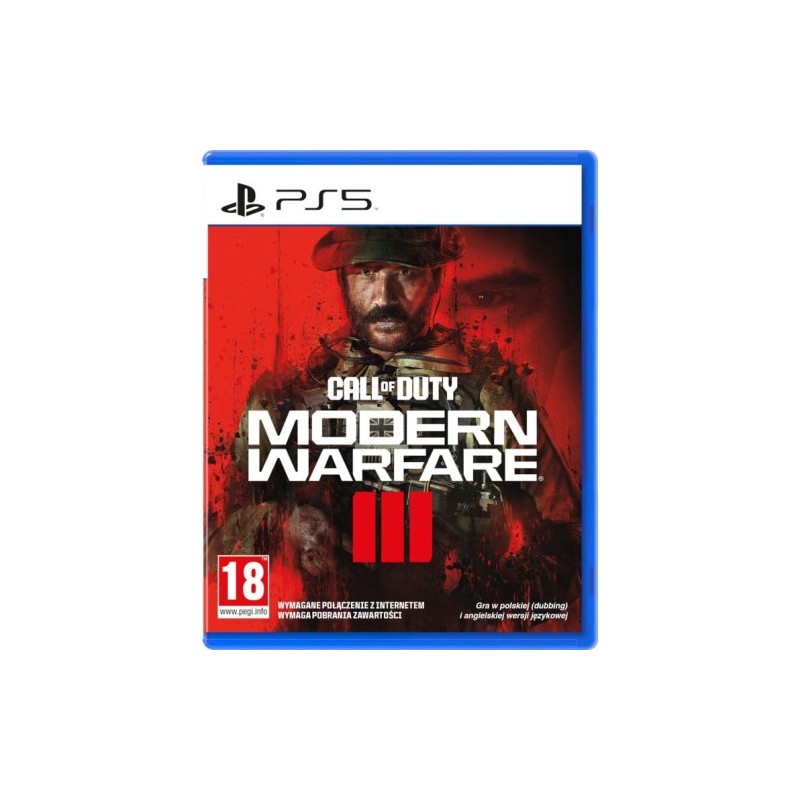 PS5
CALL OF DUTY
MODERN
WARFARE
III
18
www.pegi.info
WYMAGANE POŁĄCZENIE Z INTERNETEM
WYMAGA POBRANIA ZAWARTOŚCI
Gra w polskiej (dubbing)
i angielskiej wersji językowej